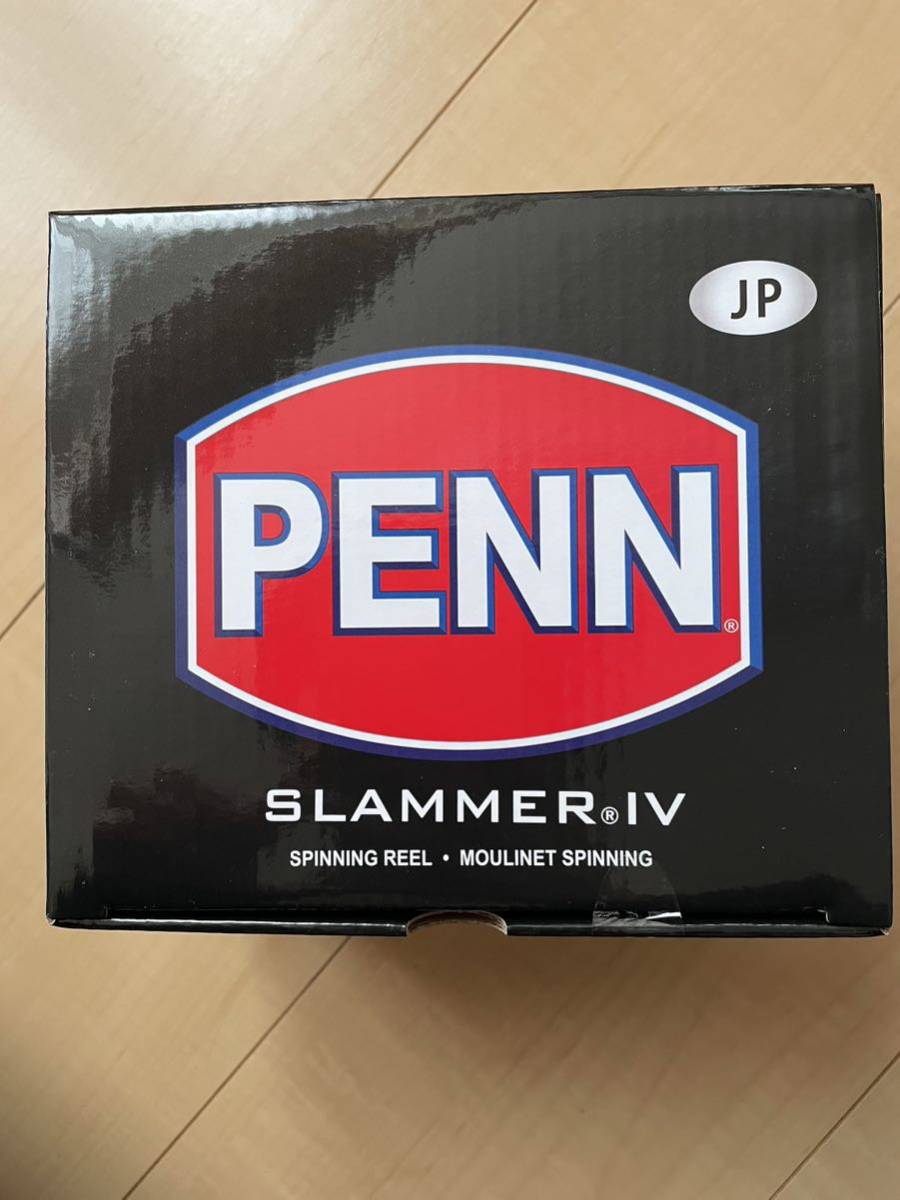 JP
PENN®
SLAMMER®IV
SPINNING REEL • MOULINET SPINNING